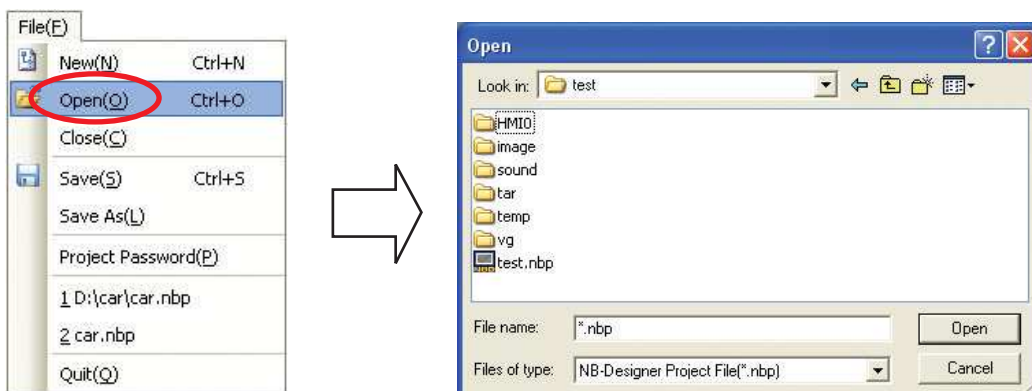 File(F)
New(N) Ctrl+N
Open(O) Ctrl+O
Close(C)
Save(S) Ctrl+S
Save As(L)
Project Password(P)
1 D:\car\car.nbp
2 car.nbp
Quit(Q)
Open
Look in: test
HMI0
image
sound
tar
temp
vg
test.nbp
File name: *.nbp Open
Files of type: NB-Designer Project File(*.nbp) Cancel